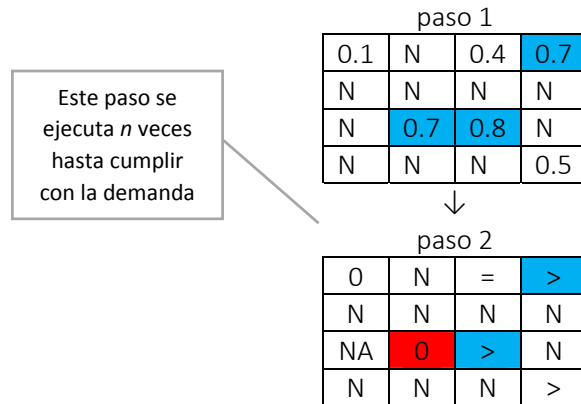 paso 1
0.1 N 0.4 0.7
N N N N
N 0.7 0.8 N
N N N 0.5
Este paso se
ejecuta n veces
hasta cumplir
con la demanda
↓
paso 2
0 N = >
N N N N
NA 0 > N
N N N >